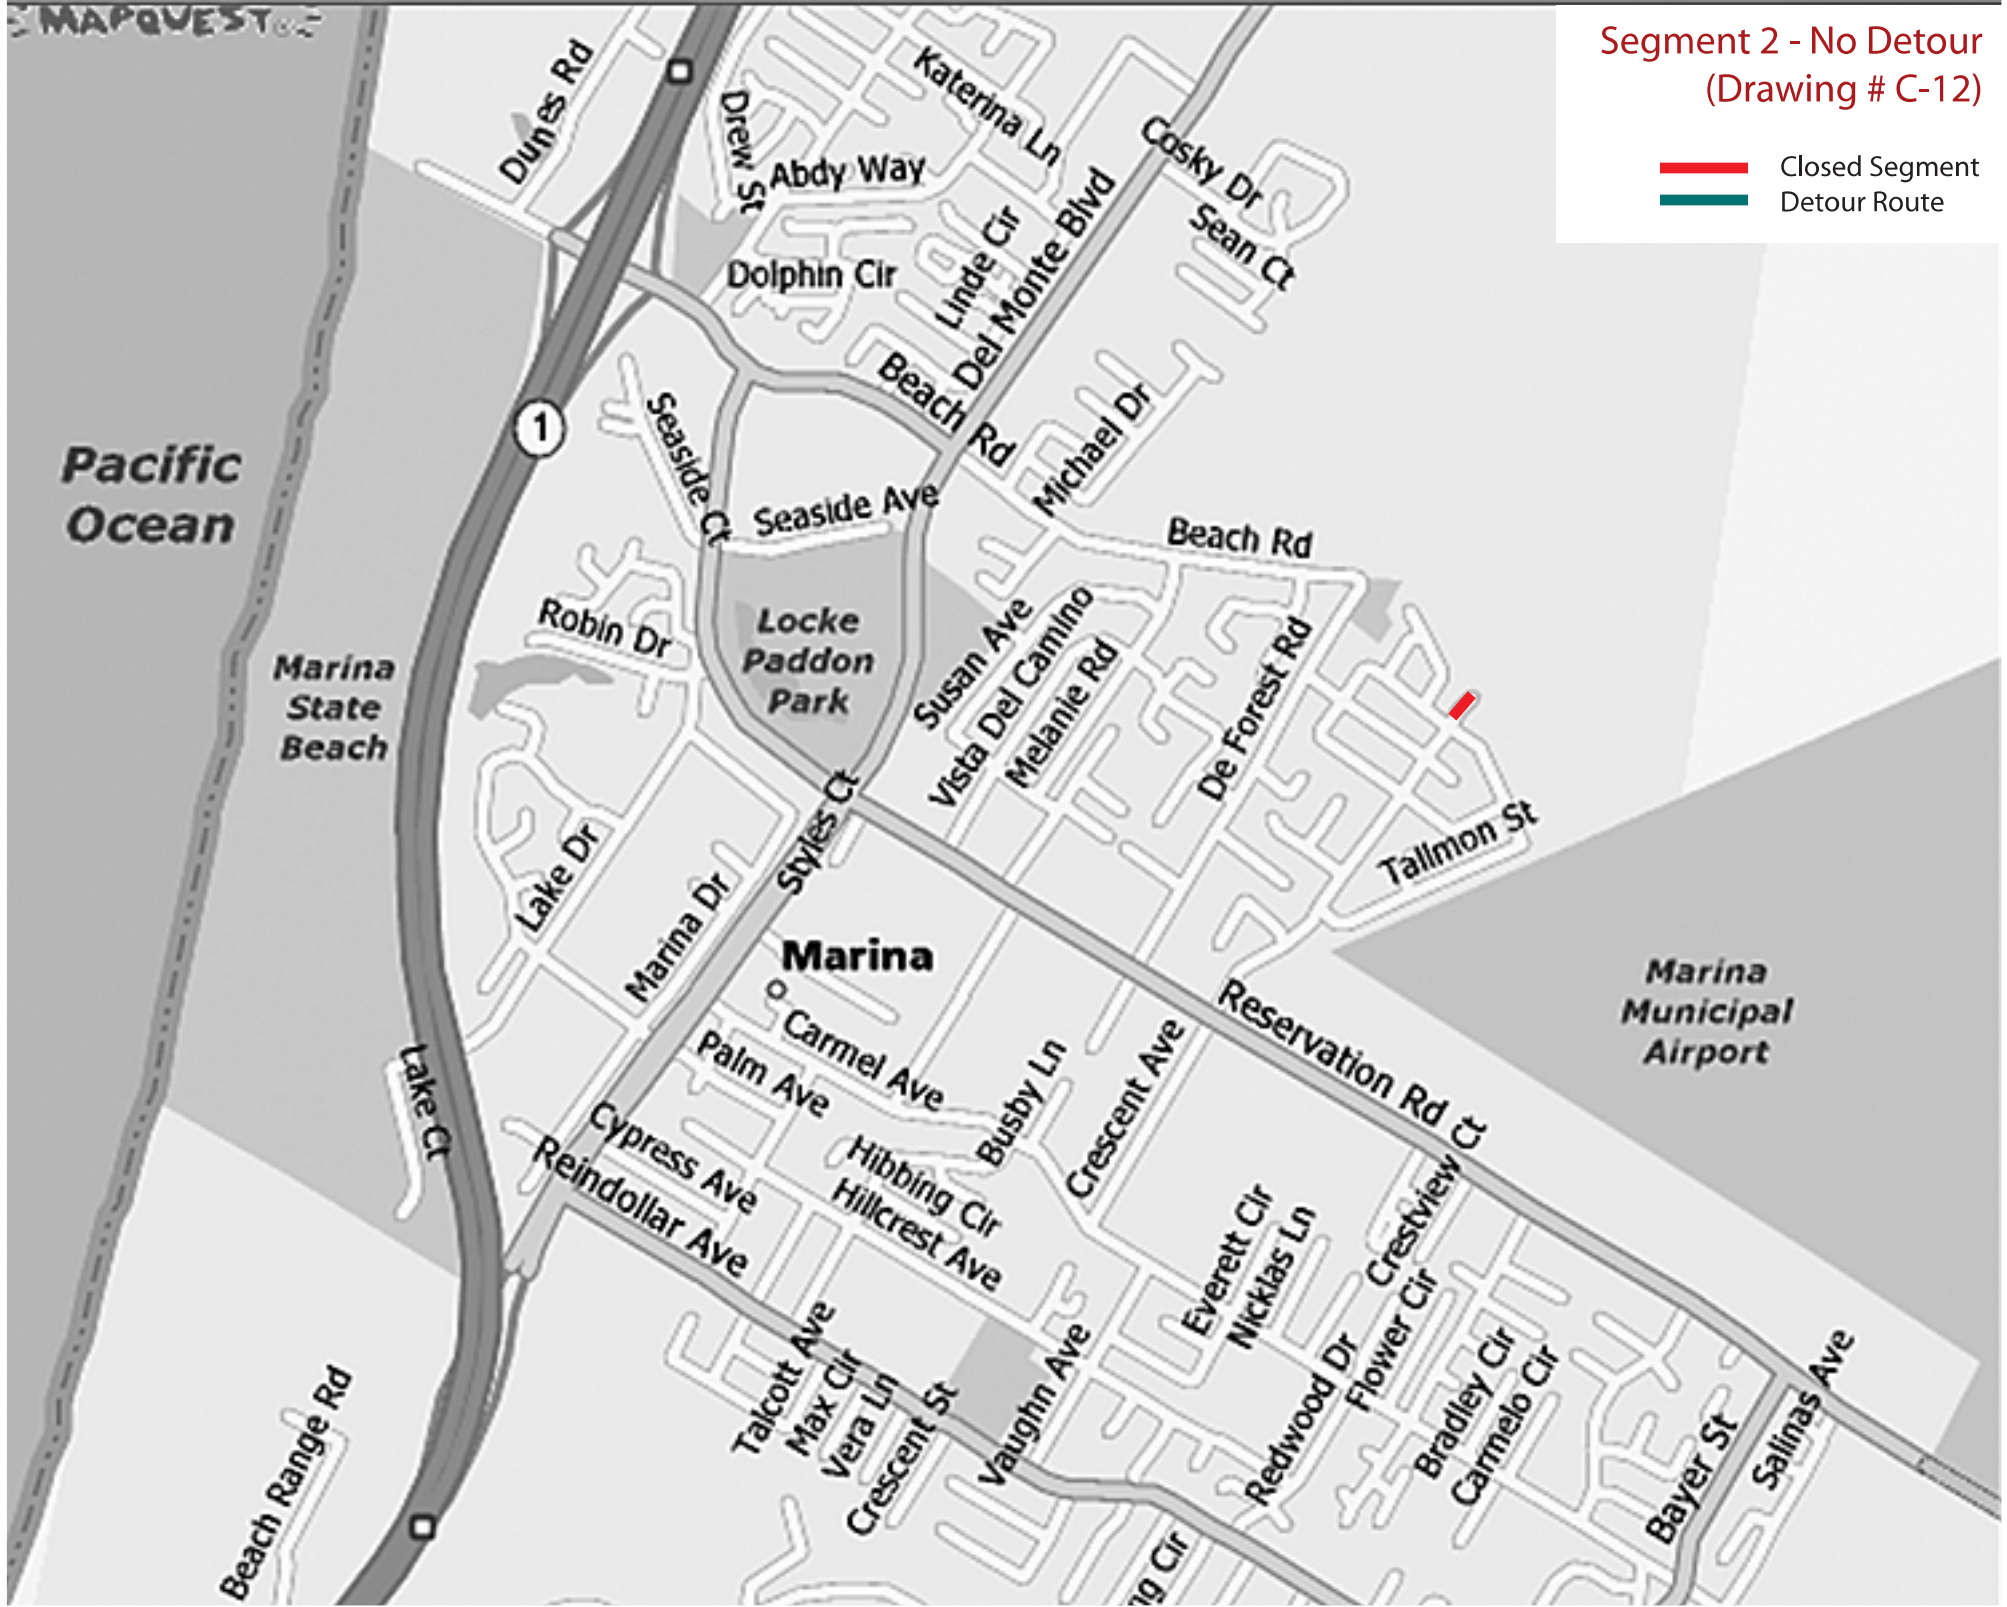 MAPQUEST
Segment 2 - No Detour
(Drawing # C-12)
Closed Segment
Detour Route
Dunes Rd
Drew St
Katerina Ln
Abdy Way
Cosky Dr
Sean Ct
Dolphin Cir
Linde Cir
Del Monte Blvd
Beach Rd
Michael Dr
1
Seaside Ct
Seaside Ave
Pacific
Ocean
Beach Rd
Locke
Paddon
Park
Robin Dr
Marina
State
Beach
Susan Ave
Vista Del Camino
Melanie Rd
De Forest Rd
Tallmon St
Styles Ct
Lake Dr
Marina Dr
Marina
Marina
Municipal
Airport
Reservation Rd Ct
Carmel Ave
Palm Ave
Busby Ln
Crescent Ave
Lake Ct
Cypress Ave
Reindollar Ave
Hibbing Cir
Hillcrest Ave
Crestview
Everett Cir
Nicklas Ln
Flower Cir
Redwood Dr
Bradley Cir
Carmelo Cir
Talcott Ave
Max Cir
Vera Ln
Crescent St
Vaughn Ave
Salinas Ave
Bayer St
Beach Range Rd
ng Cir